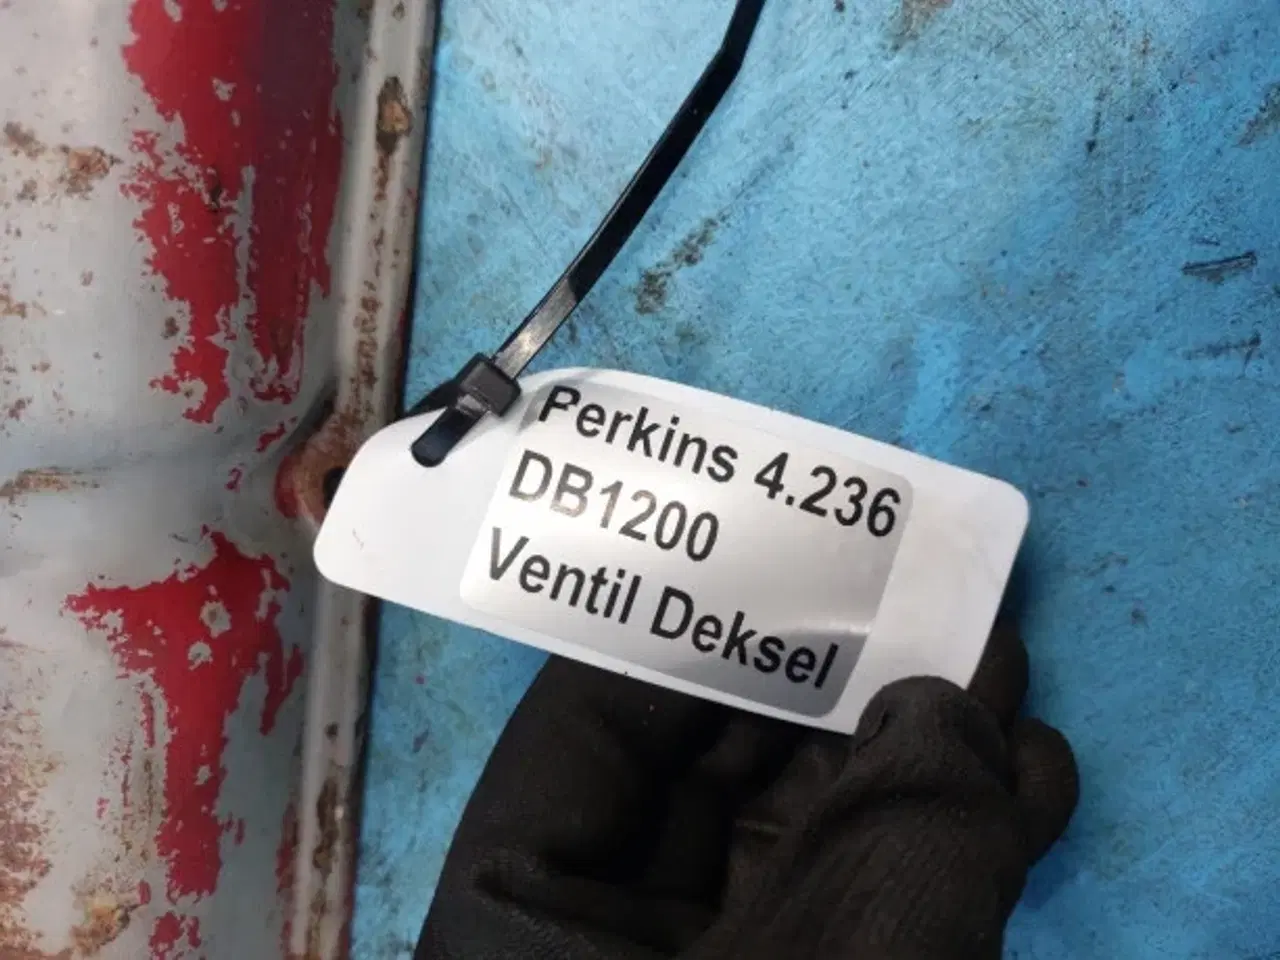 Perkins 4.236
DB1200
Ventil Deksel